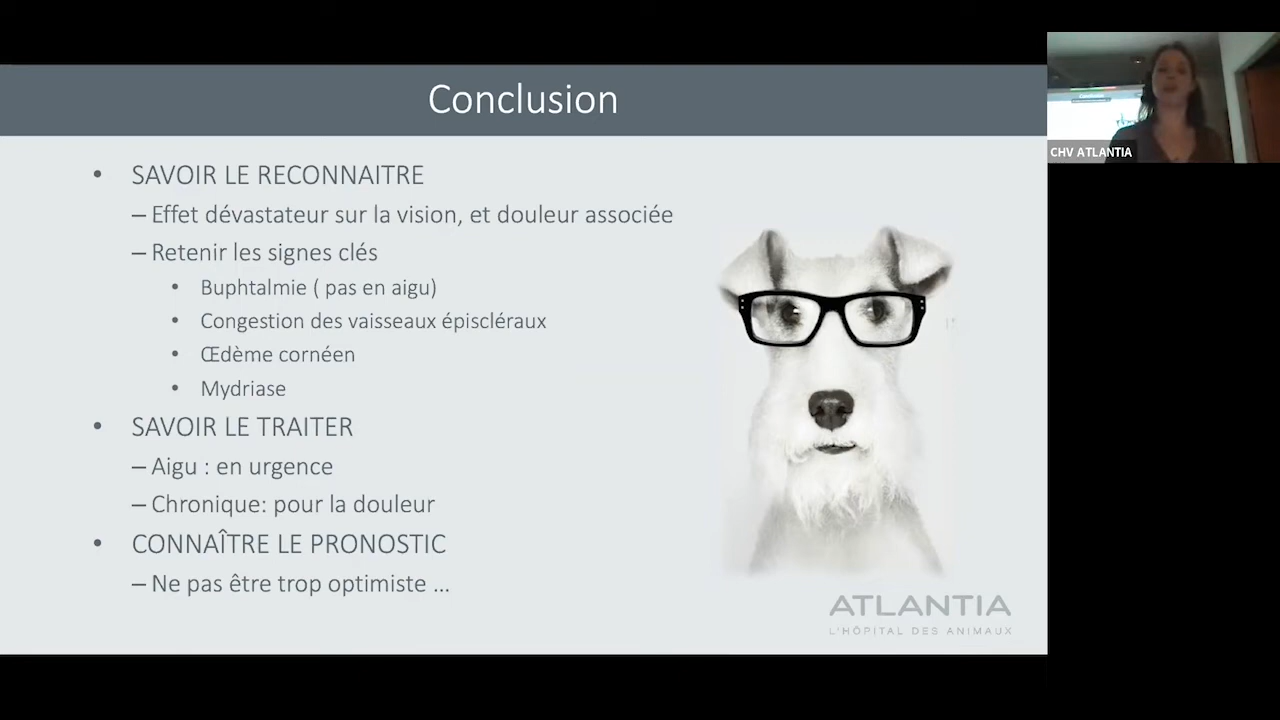 Conclusion
• SAVOIR LE RECONNAITRE
– Effet dévastateur sur la vision, et douleur associée
– Retenir les signes clés
• Buphtalmie ( pas en aigu)
• Congestion des vaisseaux épiscléraux
• Œdème cornéen
• Mydriase
• SAVOIR LE TRAITER
– Aigu : en urgence
– Chronique: pour la douleur
• CONNAÎTRE LE PRONOSTIC
– Ne pas être trop optimiste ...
ATLANTIA
L'HÔPITAL DES ANIMAUX
CHV ATLANTIA